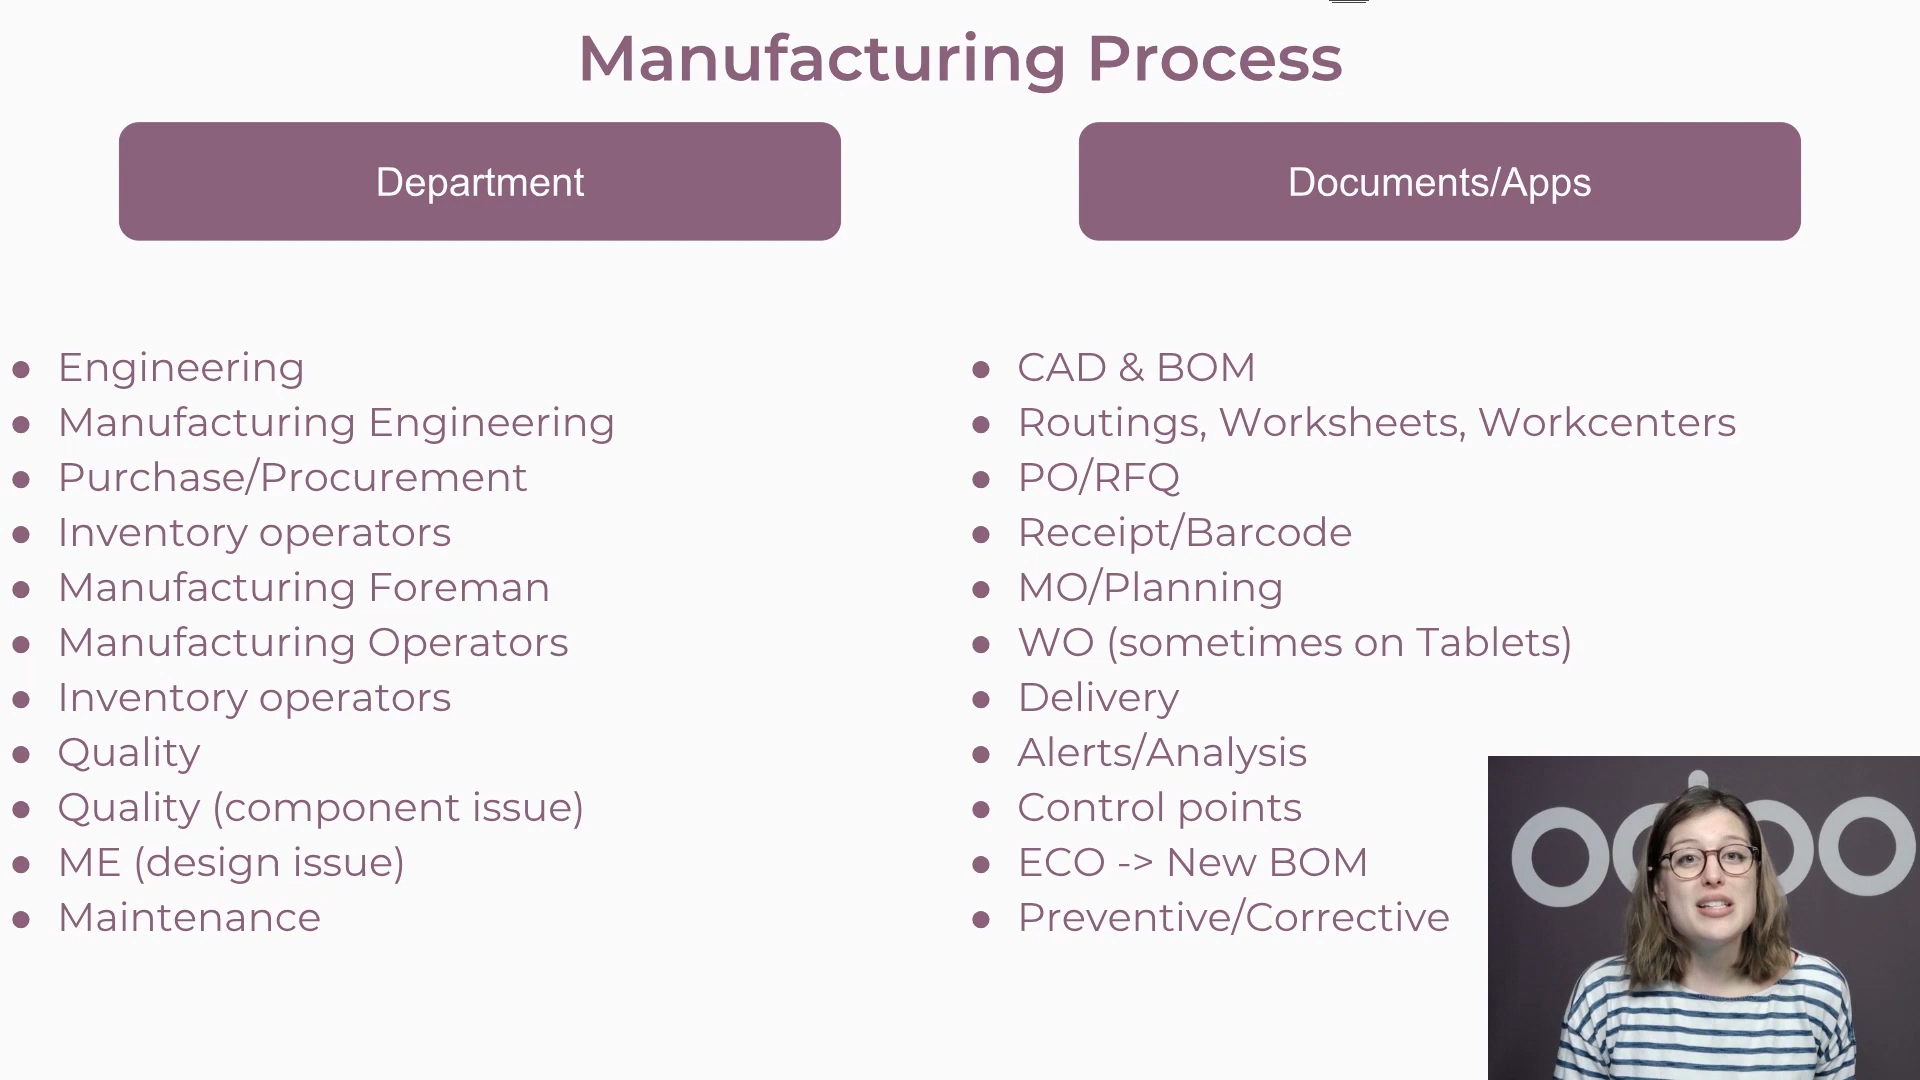 Manufacturing Process
Department
Documents/Apps
● Engineering
● Manufacturing Engineering
● Purchase/Procurement
● Inventory operators
● Manufacturing Foreman
● Manufacturing Operators
● Inventory operators
● Quality
● Quality (component issue)
● ME (design issue)
● Maintenance
● CAD & BOM
● Routings, Worksheets, Workcenters
● PO/RFQ
● Receipt/Barcode
● MO/Planning
● WO (sometimes on Tablets)
● Delivery
● Alerts/Analysis
● Control points
● ECO -> New BOM
● Preventive/Corrective
odoo